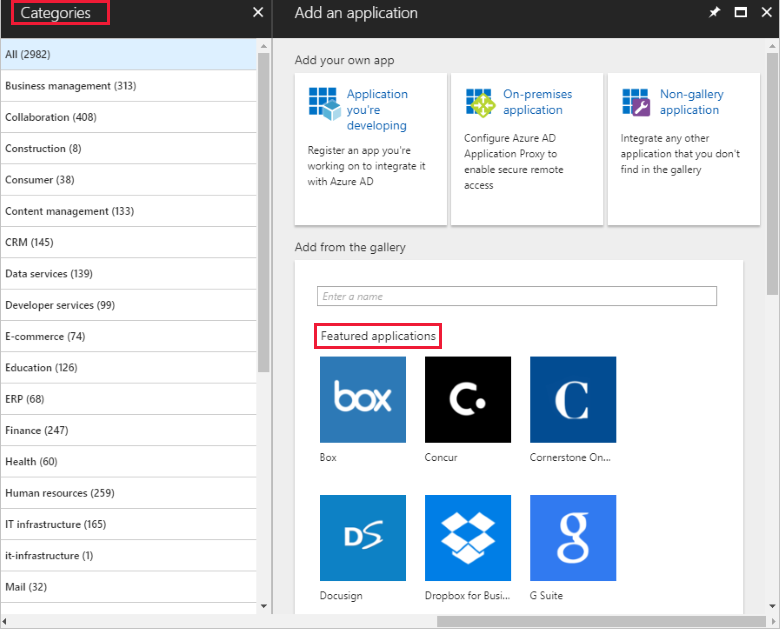 Categories
All (2982)
Business management (313)
Collaboration (408)
Construction (8)
Consumer (38)
Content management (133)
CRM (145)
Data services (139)
Developer services (99)
E-commerce (74)
Education (126)
ERP (68)
Finance (247)
Health (60)
Human resources (259)
IT infrastructure (165)
it-infrastructure (1)
Mail (32)
Add an application
Add your own app
Application
you're
developing
Register an app you're
working on to integrate it
with Azure AD
On-premises
application
Configure Azure AD
Application Proxy to
enable secure remote
access
Non-gallery
application
Integrate any other
application that you don't
find in the gallery
Add from the gallery
Enter a name
Featured applications
box
Box
C.
Concur
C
Cornerstone On...
DS
Docusign
Dropbox for Busi...
g
G Suite